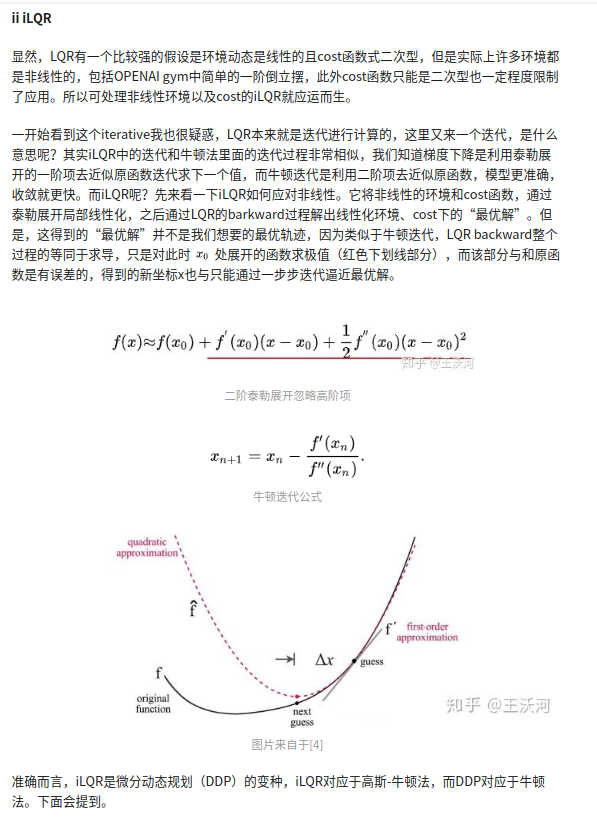 ii iLQR
显然，LQR有一个比较强的假设是环境动态是线性的且cost函数式二次型，但是实际上许多环境都
是非线性的，包括OPENAI gym中简单的一阶倒立摆，此外cost函数只能是二次型也一定程度限制
了应用。所以可处理非线性环境以及cost的iLQR就应运而生。
一开始看到这个iterative我也很疑惑，LQR本来就是迭代进行计算的，这里又来一个迭代，是什么
意思呢？其实iLQR中的迭代和牛顿法里面的迭代过程非常相似，我们知道梯度下降是利用泰勒展
开的一阶项去近似原函数迭代求下一个值，而牛顿迭代是利用二阶项去近似原函数，模型更准确，
收敛就更快。而iLQR呢？先来看一下iLQR如何应对非线性。它将非线性的环境和cost函数，通过
泰勒展开局部线性化，之后通过LQR的barkward过程解出线性化环境、cost下的“最优解”。但
是，这得到的“最优解”并不是我们想要的最优轨迹，因为类似于牛顿迭代，LQR backward整个
过程的等同于求导，只是对此时 x₀ 处展开的函数求极值（红色下划线部分），而该部分与和原函
数是有误差的，得到的新坐标x也与只能通过一步步迭代逼近最优解。
f(x)≈f(x₀) + f′(x₀)(x − x₀) + 1/2 f″(x₀)(x − x₀)²
知乎 @王沃河
二阶泰勒展开忽略高阶项
xₙ₊₁ = xₙ − f′(xₙ)/f″(xₙ).
牛顿迭代公式
quadratic
approximation
f̂
f′ first-order
approximation
Δx
guess
f
original
function
next
guess
知乎 @王沃河
图片来自于[4]
准确而言，iLQR是微分动态规划（DDP）的变种，iLQR对应于高斯-牛顿法，而DDP对应于牛顿
法。下面会提到。